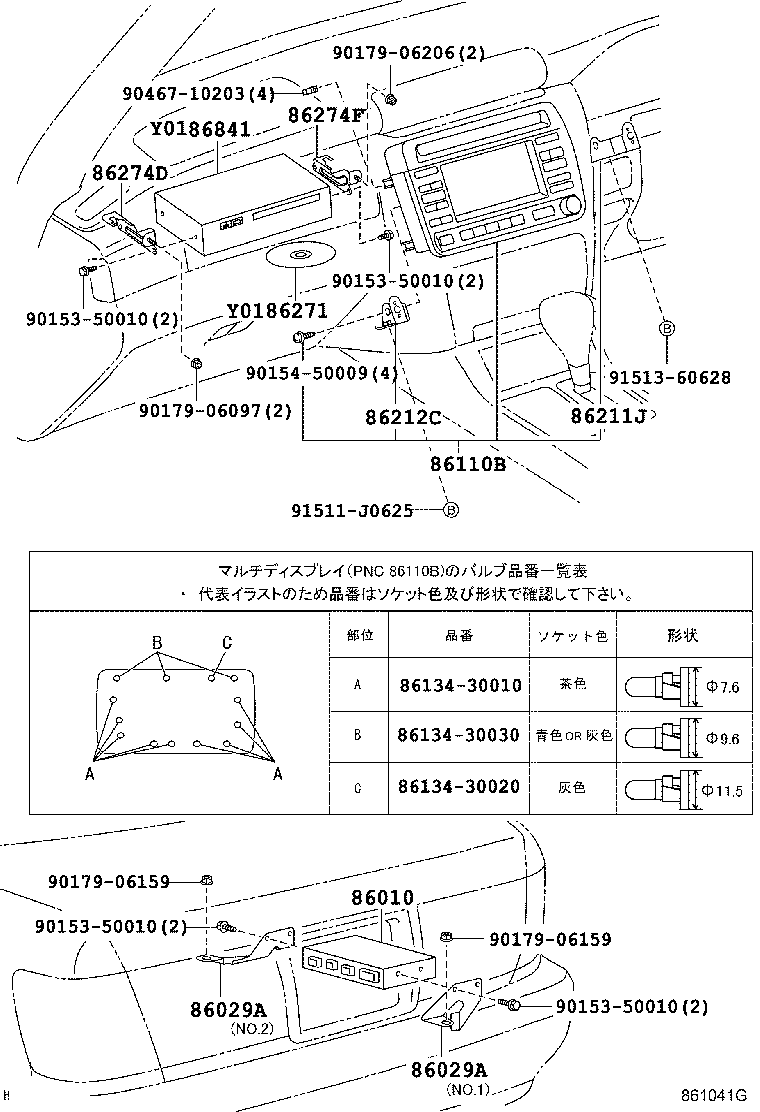 90179-06206(2)
90467-10203(4)
86274F
Y0186841
86274D
90153-50010(2)
90153-50010(2)
Y0186271
B
90154-50009(4)
91513-60628
90179-06097(2)
86212C
86211J
86110B
91511-J0625
B
マルチディスプレイ(PNC 86110B)のバルブ品番一覧表
・ 代表イラストのため品番はソケット色及び形状で確認して下さい。
部位 品番 ソケット色 形状
B C
A 86134-30010 茶色 Φ7.6
B 86134-30030 青色OR灰色 Φ9.6
A A
C 86134-30020 灰色 Φ11.5
90179-06159
86010
90153-50010(2)
90179-06159
86029A
(NO.2)
90153-50010(2)
86029A
(NO.1)
H
861041G